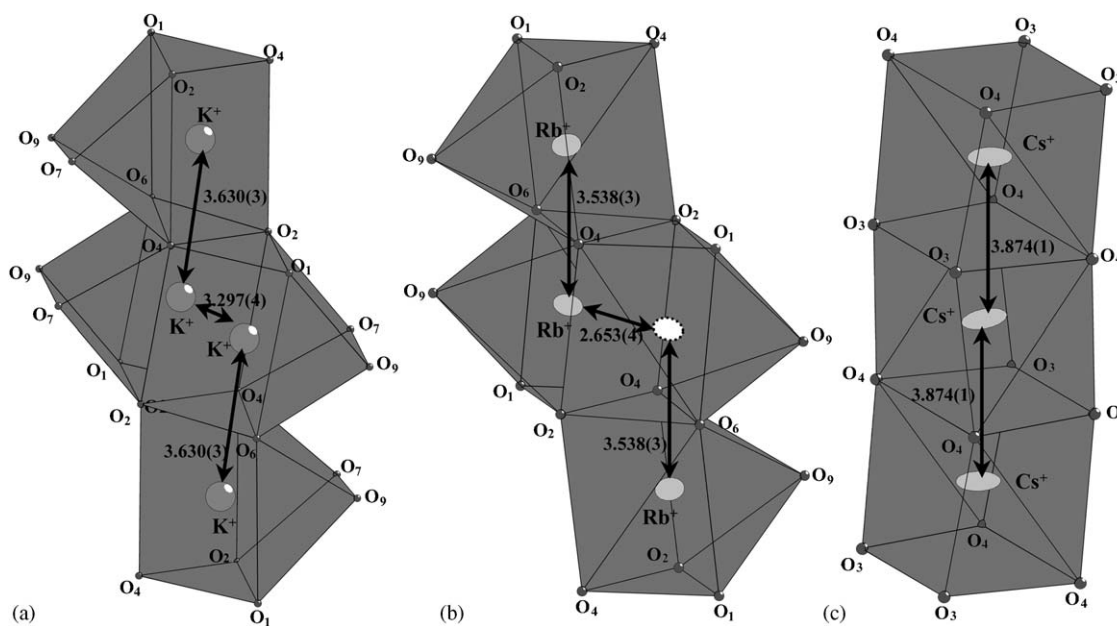 O₁
O₄
O₂
K⁺
O₉
O₇
O₆
3.630(3)
O₂
O₄
O₁
O₉
3.297(4)
O₇
K⁺
K⁺
O₇
O₉
O₁
O₄
O₂
O₆
3.630(3)
O₇
O₉
K⁺
O₂
O₄
O₁
(a)
O₁
O₄
O₂
Rb⁺
O₉
O₆
3.538(3)
O₂
O₄
O₁
O₉
Rb⁺
2.653(4)
O₄
O₁
O₂
O₆
3.538(3)
O₉
Rb⁺
O₂
O₄
O₁
(b)
O₃
O₄
O₄
Cs⁺
O₄
O₃
3.874(1)
O₃
Cs⁺
O₃
O₄
3.874(1)
O₄
Cs⁺
O₄
O₃
O₃
O₄
(c)